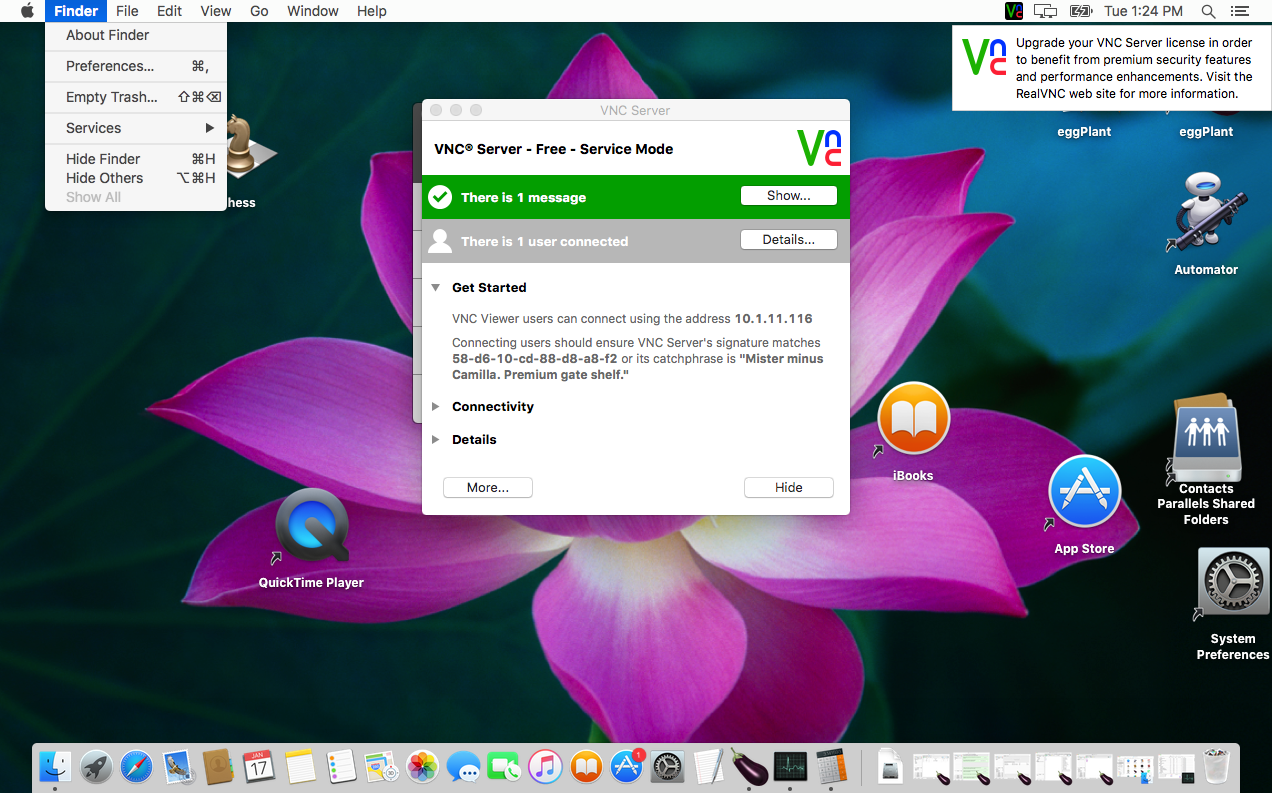 Finder File Edit View Go Window Help
Tue 1:24 PM
About Finder
Preferences... ⌘,
Empty Trash... ⇧⌘⌫
Services ▶
Hide Finder ⌘H
Hide Others ⌥⌘H
Show All
Upgrade your VNC Server license in order
to benefit from premium security features
and performance enhancements. Visit the
RealVNC web site for more information.
eggPlant
eggPlant
hess
VNC Server
VNC® Server - Free - Service Mode
There is 1 message
Show...
There is 1 user connected
Details...
Get Started
VNC Viewer users can connect using the address 10.1.11.116
Connecting users should ensure VNC Server's signature matches
58-d6-10-cd-88-d8-a8-f2 or its catchphrase is "Mister minus
Camilla. Premium gate shelf."
Connectivity
Details
More...
Hide
Automator
iBooks
Contacts
Parallels Shared
Folders
App Store
QuickTime Player
System
Preferences
JAN
17
1